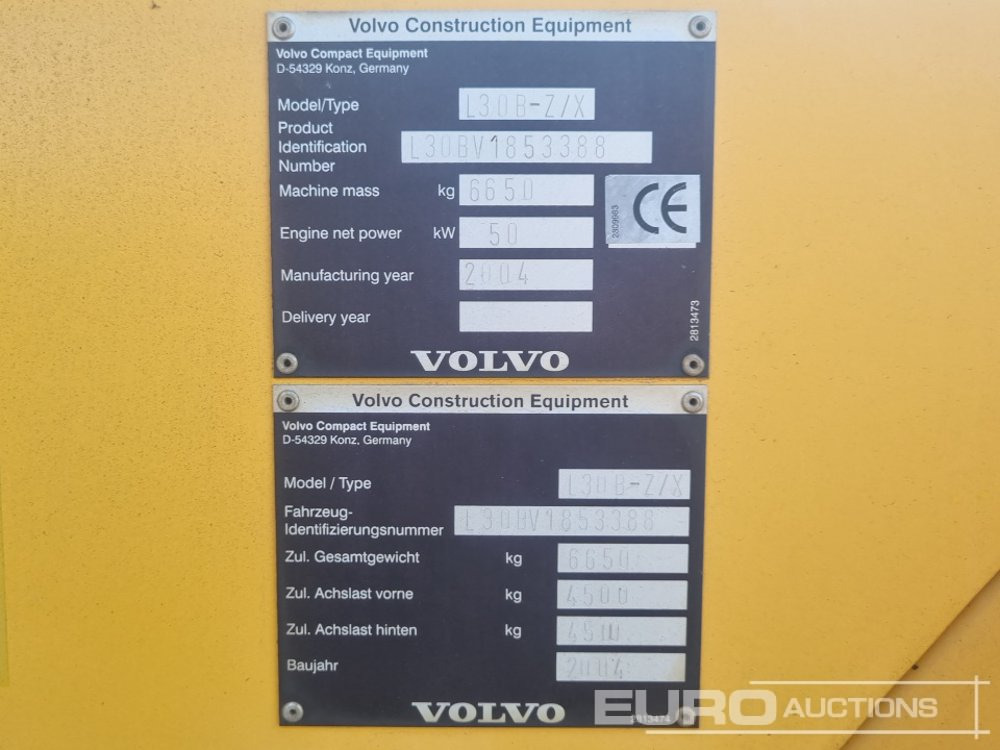 Volvo Construction Equipment
Volvo Compact Equipment
D-54329 Konz, Germany
Model/Type L30B-Z/X
Product
Identification L30BV1853388
Number
Machine mass kg 6650
Engine net power kW 50
Manufacturing year 2004
Delivery year
CE
2309663
2813473
VOLVO
Volvo Construction Equipment
Volvo Compact Equipment
D-54329 Konz, Germany
Model / Type L30B-Z/X
Fahrzeug-
Identifizierungsnummer L30BV1853388
Zul. Gesamtgewicht kg 6650
Zul. Achslast vorne kg 4500
Zul. Achslast hinten kg 4500
Baujahr 2004
VOLVO
2813474
EURO AUCTIONS